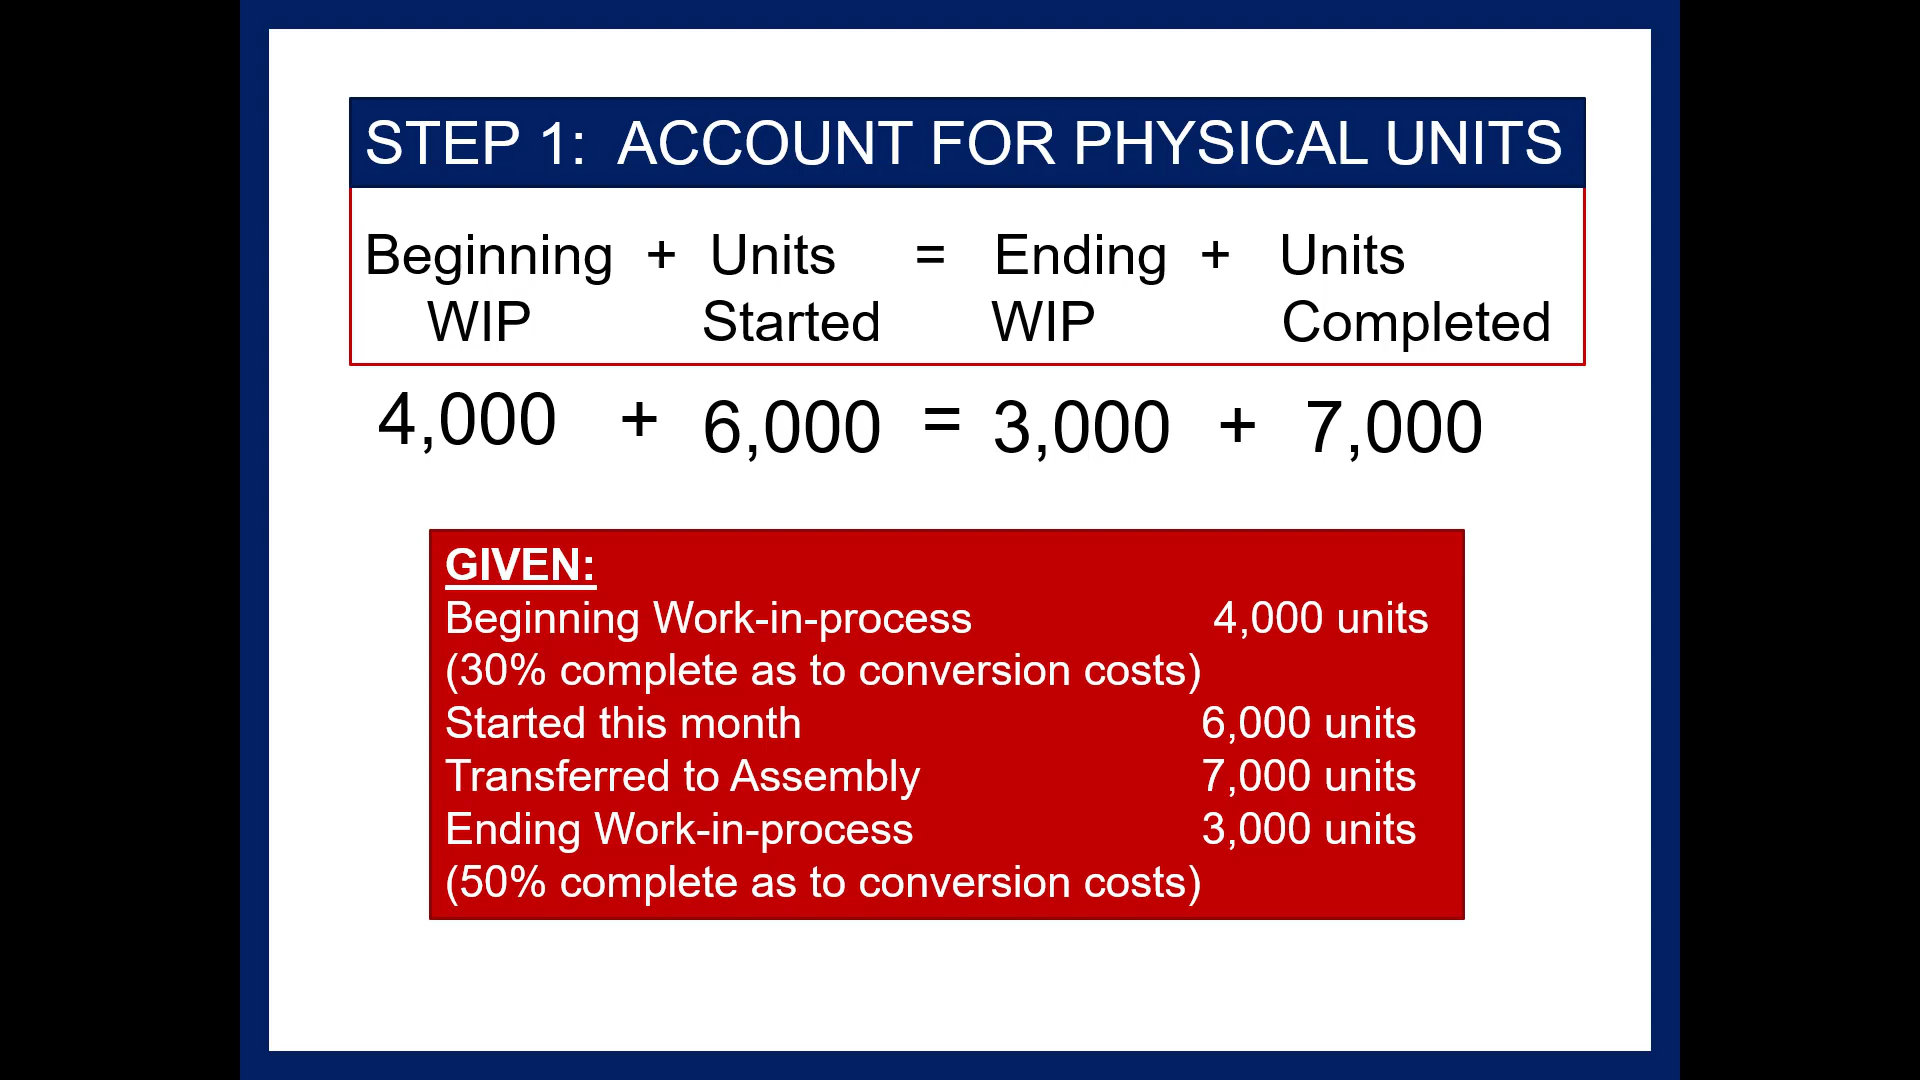 STEP 1: ACCOUNT FOR PHYSICAL UNITS
Beginning + Units = Ending + Units
WIP Started WIP Completed
4,000 + 6,000 = 3,000 + 7,000
GIVEN:
Beginning Work-in-process 4,000 units
(30% complete as to conversion costs)
Started this month 6,000 units
Transferred to Assembly 7,000 units
Ending Work-in-process 3,000 units
(50% complete as to conversion costs)